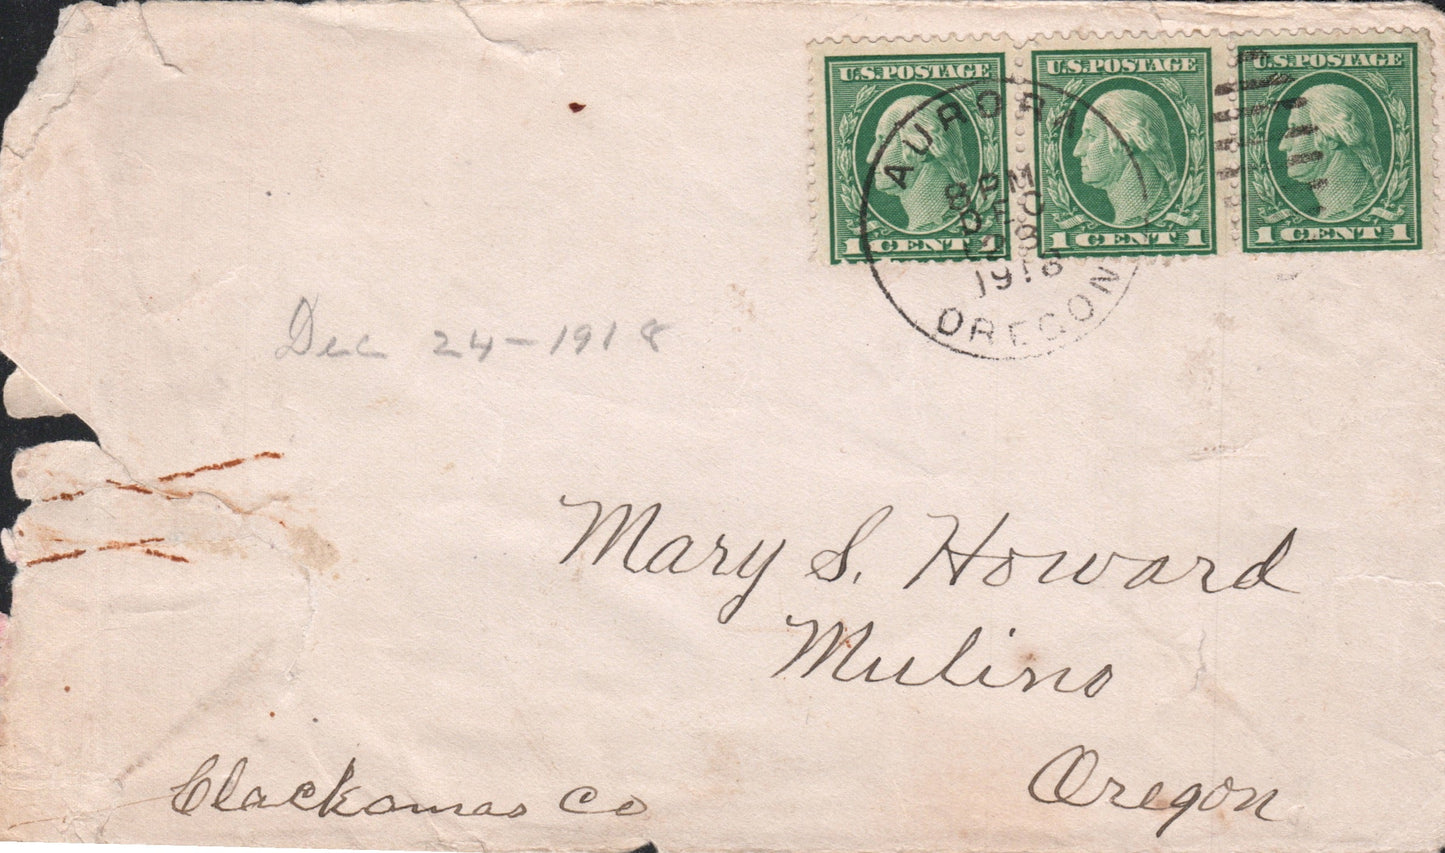 U.S. POSTAGE U.S. POSTAGE U.S. POSTAGE
1 CENT 1 1 CENT 1 1 CENT 1
AURORA
8 PM
DEC
28
1918
OREGON
Dec 24-1918
Mary S. Howard
Mulino
Oregon
Clackamas Co